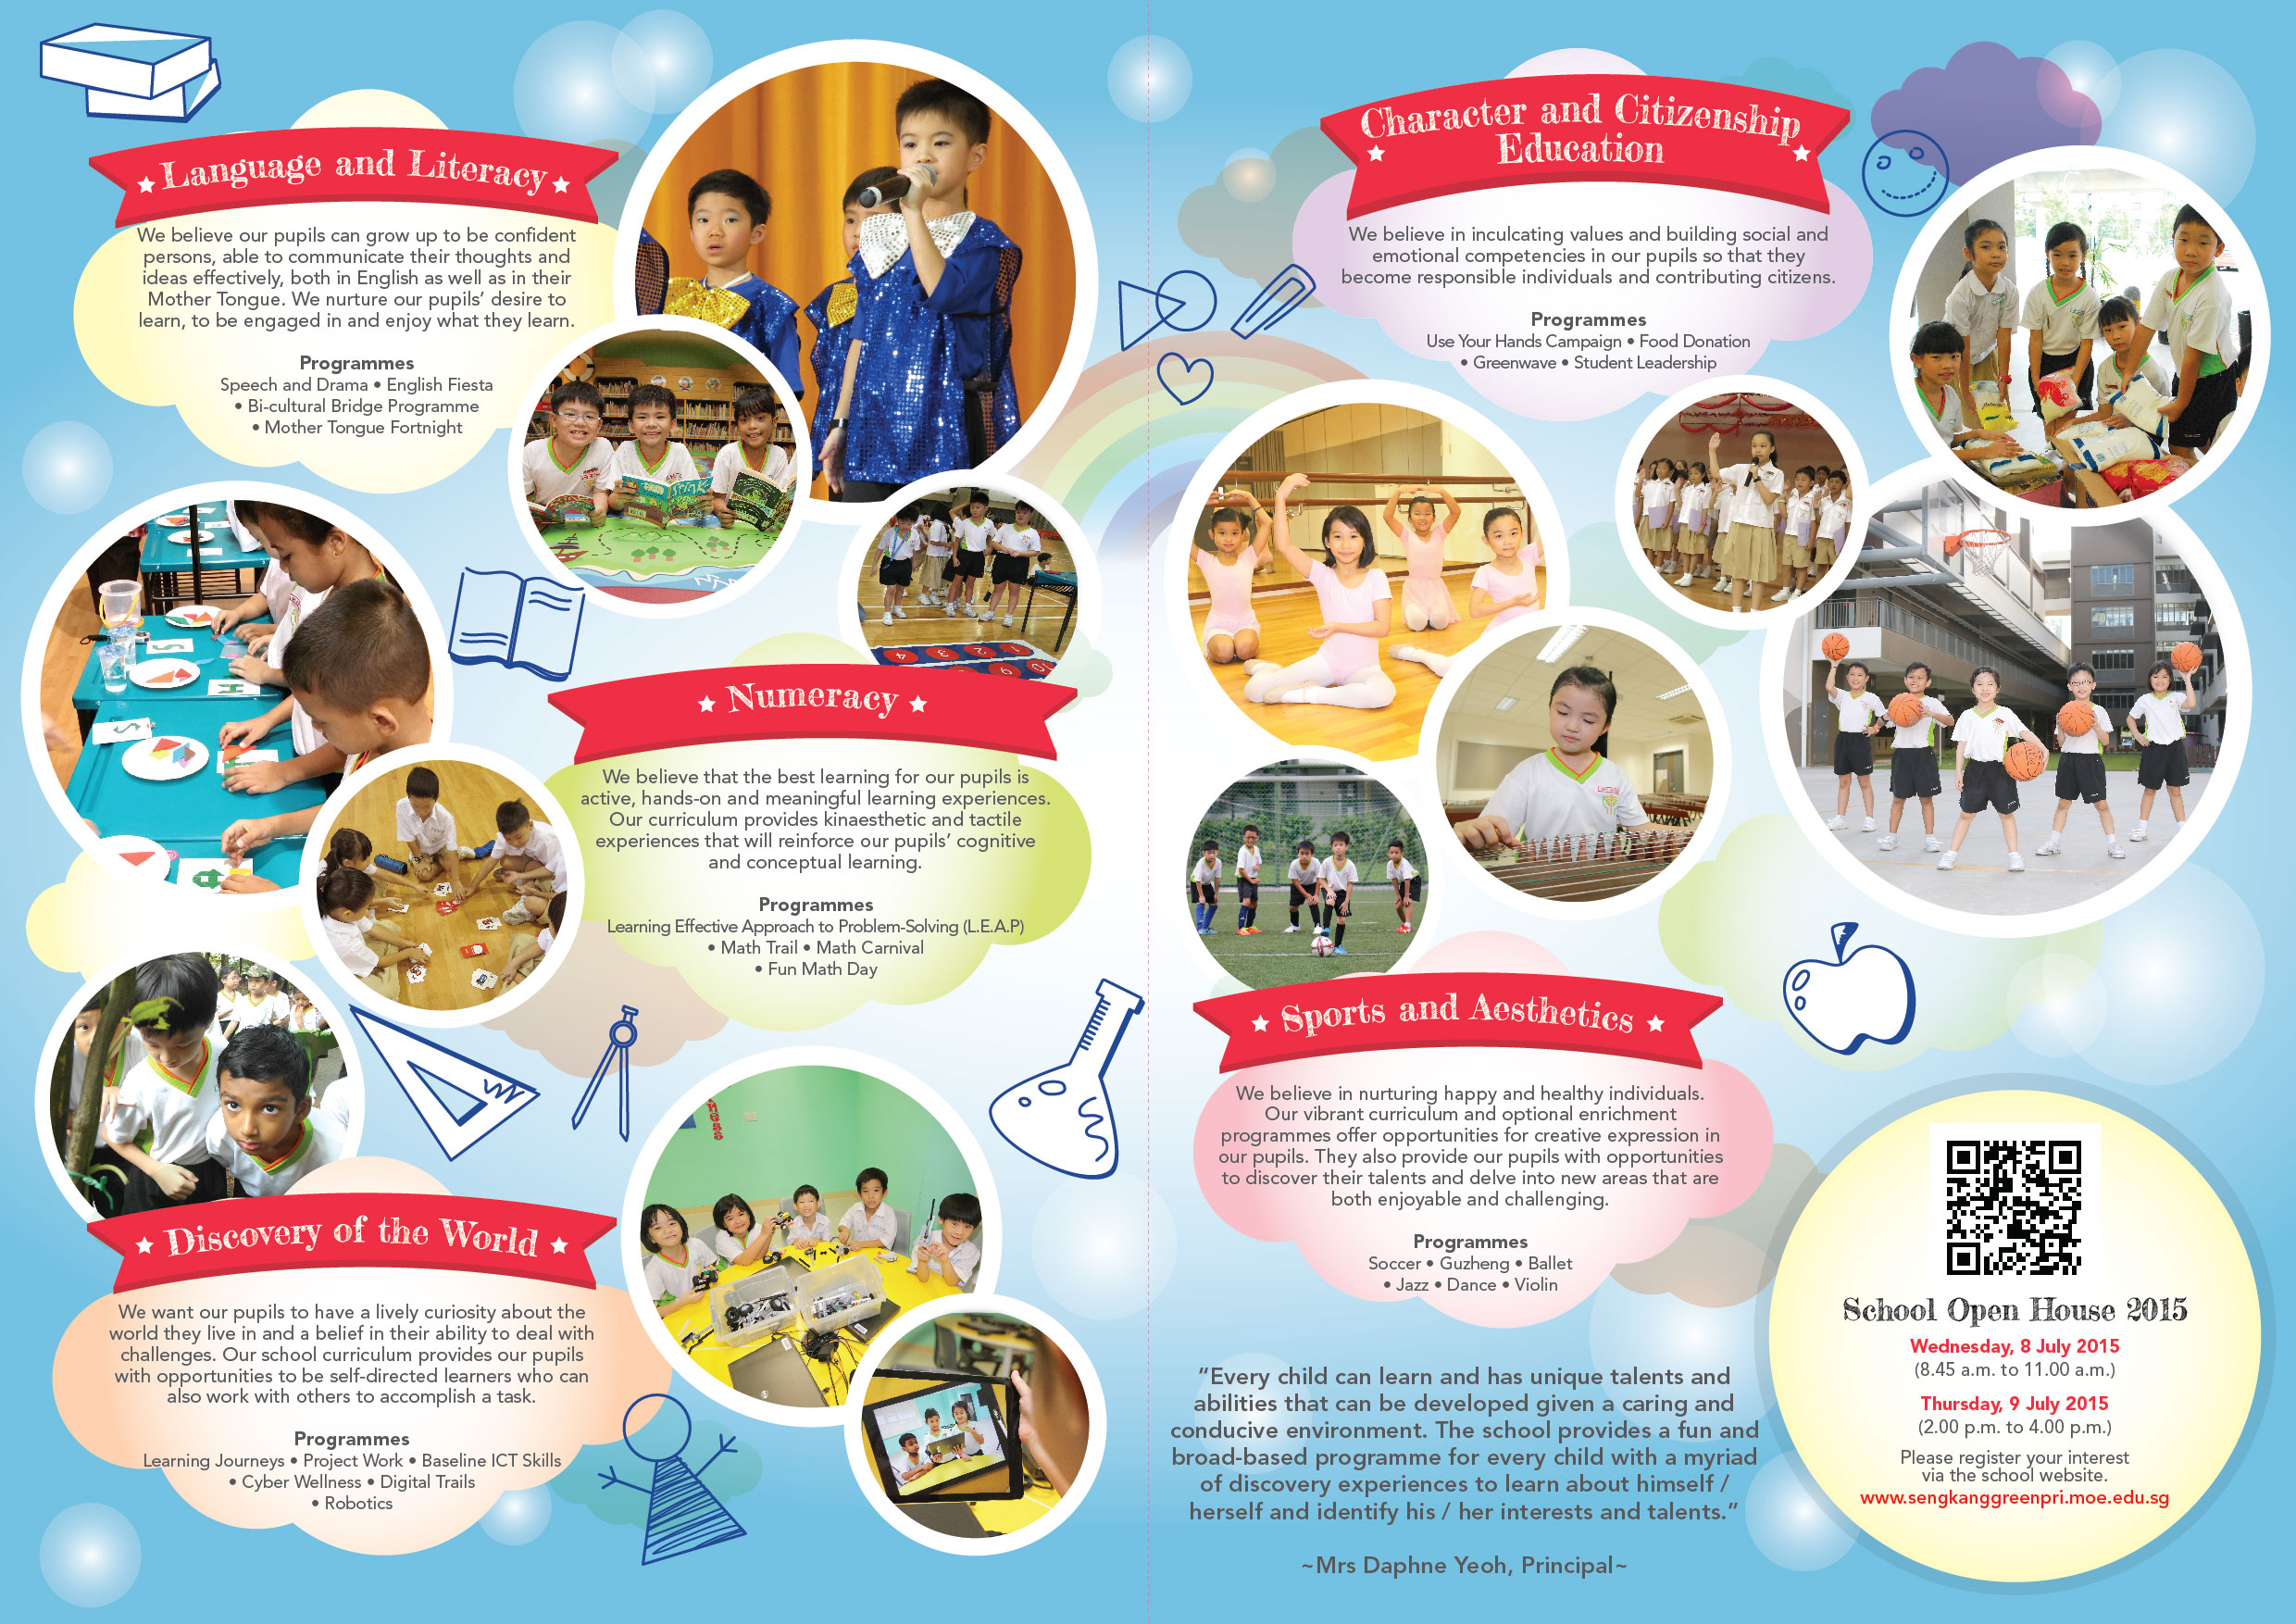 Language and Literacy
We believe our pupils can grow up to be confident
persons, able to communicate their thoughts and
ideas effectively, both in English as well as in their
Mother Tongue. We nurture our pupils’ desire to
learn, to be engaged in and enjoy what they learn.
Programmes
Speech and Drama • English Fiesta
• Bi-cultural Bridge Programme
• Mother Tongue Fortnight
Numeracy
We believe that the best learning for our pupils is
active, hands-on and meaningful learning experiences.
Our curriculum provides kinaesthetic and tactile
experiences that will reinforce our pupils’ cognitive
and conceptual learning.
Programmes
Learning Effective Approach to Problem-Solving (L.E.A.P)
• Math Trail • Math Carnival
• Fun Math Day
Discovery of the World
We want our pupils to have a lively curiosity about the
world they live in and a belief in their ability to deal with
challenges. Our school curriculum provides our pupils
with opportunities to be self-directed learners who can
also work with others to accomplish a task.
Programmes
Learning Journeys • Project Work • Baseline ICT Skills
• Cyber Wellness • Digital Trails
• Robotics
Character and Citizenship
Education
We believe in inculcating values and building social and
emotional competencies in our pupils so that they
become responsible individuals and contributing citizens.
Programmes
Use Your Hands Campaign • Food Donation
• Greenwave • Student Leadership
Sports and Aesthetics
We believe in nurturing happy and healthy individuals.
Our vibrant curriculum and optional enrichment
programmes offer opportunities for creative expression in
our pupils. They also provide our pupils with opportunities
to discover their talents and delve into new areas that are
both enjoyable and challenging.
Programmes
Soccer • Guzheng • Ballet
• Jazz • Dance • Violin
“Every child can learn and has unique talents and
abilities that can be developed given a caring and
conducive environment. The school provides a fun and
broad-based programme for every child with a myriad
of discovery experiences to learn about himself /
herself and identify his / her interests and talents.”
~Mrs Daphne Yeoh, Principal~
School Open House 2015
Wednesday, 8 July 2015
(8.45 a.m. to 11.00 a.m.)
Thursday, 9 July 2015
(2.00 p.m. to 4.00 p.m.)
Please register your interest
via the school website.
www.sengkanggreenpri.moe.edu.sg